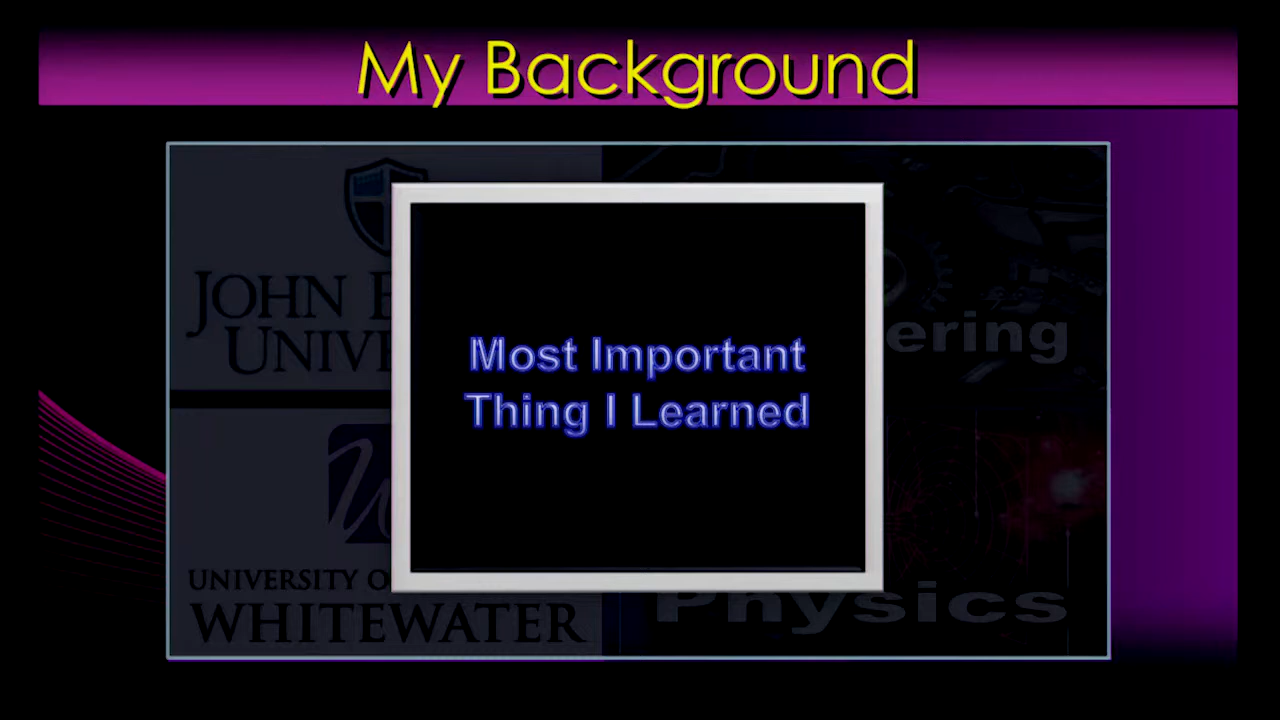 My Background
JOHN
UNIV
Most Important
Thing I Learned
ering
UNIVERSITY O
WHITEWATER
Physics